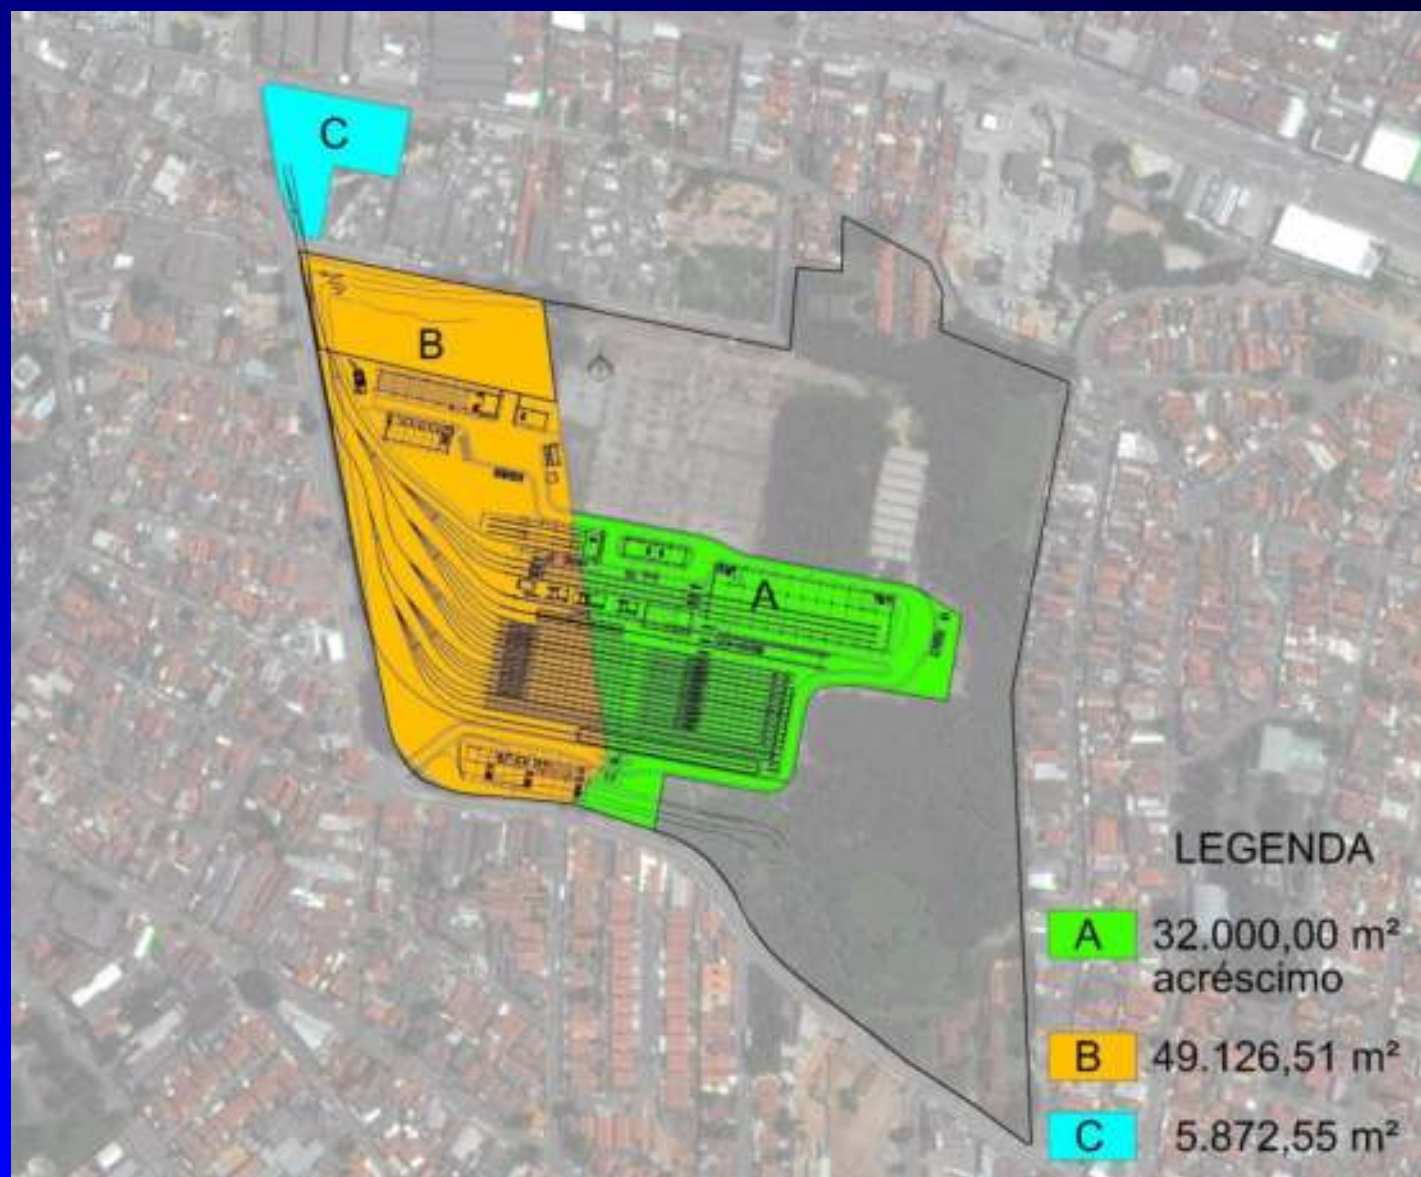 C
B
A
LEGENDA
A 32.000,00 m²
acréscimo
B 49.126,51 m²
C 5.872,55 m²